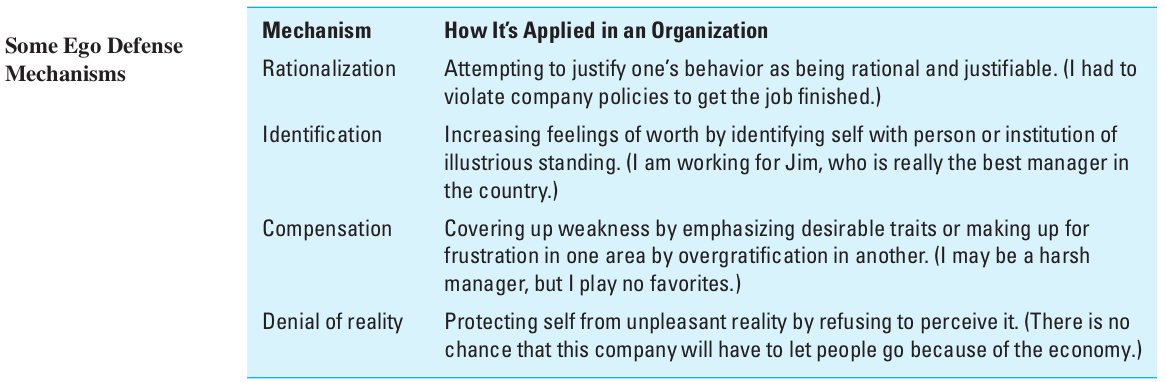 Some Ego Defense
Mechanisms
Mechanism How It’s Applied in an Organization
Rationalization Attempting to justify one’s behavior as being rational and justifiable. (I had to
violate company policies to get the job finished.)
Identification Increasing feelings of worth by identifying self with person or institution of
illustrious standing. (I am working for Jim, who is really the best manager in
the country.)
Compensation Covering up weakness by emphasizing desirable traits or making up for
frustration in one area by overgratification in another. (I may be a harsh
manager, but I play no favorites.)
Denial of reality Protecting self from unpleasant reality by refusing to perceive it. (There is no
chance that this company will have to let people go because of the economy.)